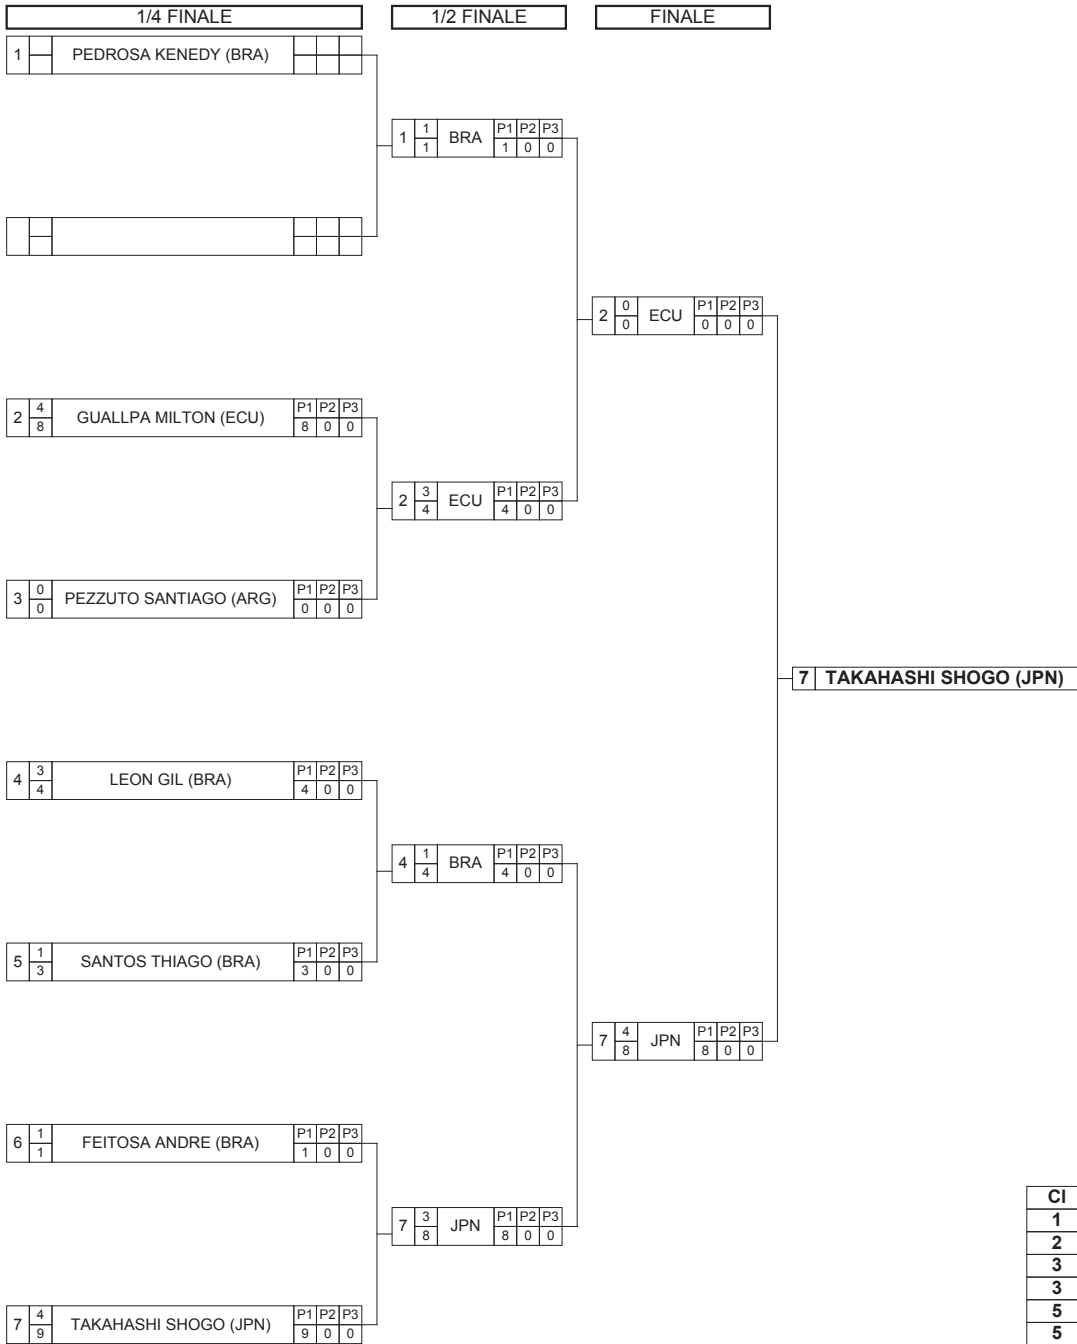 1/4 FINALE 1/2 FINALE FINALE
1 PEDROSA KENEDY (BRA)
1 P1 P2 P3
1 BRA
1 1 0 0
0 P1 P2 P3
2 ECU
0 0 0 0
4 P1 P2 P3
2 GUALLPA MILTON (ECU)
8 8 0 0
3 P1 P2 P3
2 ECU
4 4 0 0
0 P1 P2 P3
3 PEZZUTO SANTIAGO (ARG)
0 0 0 0
7 TAKAHASHI SHOGO (JPN)
3 P1 P2 P3
4 LEON GIL (BRA)
4 4 0 0
1 P1 P2 P3
4 BRA
4 4 0 0
1 P1 P2 P3
5 SANTOS THIAGO (BRA)
3 3 0 0
4 P1 P2 P3
7 JPN
8 8 0 0
1 P1 P2 P3
6 FEITOSA ANDRE (BRA)
1 1 0 0
3 P1 P2 P3
7 JPN
8 8 0 0
4 P1 P2 P3
7 TAKAHASHI SHOGO (JPN)
9 9 0 0
Cl
1
2
3
3
5
5